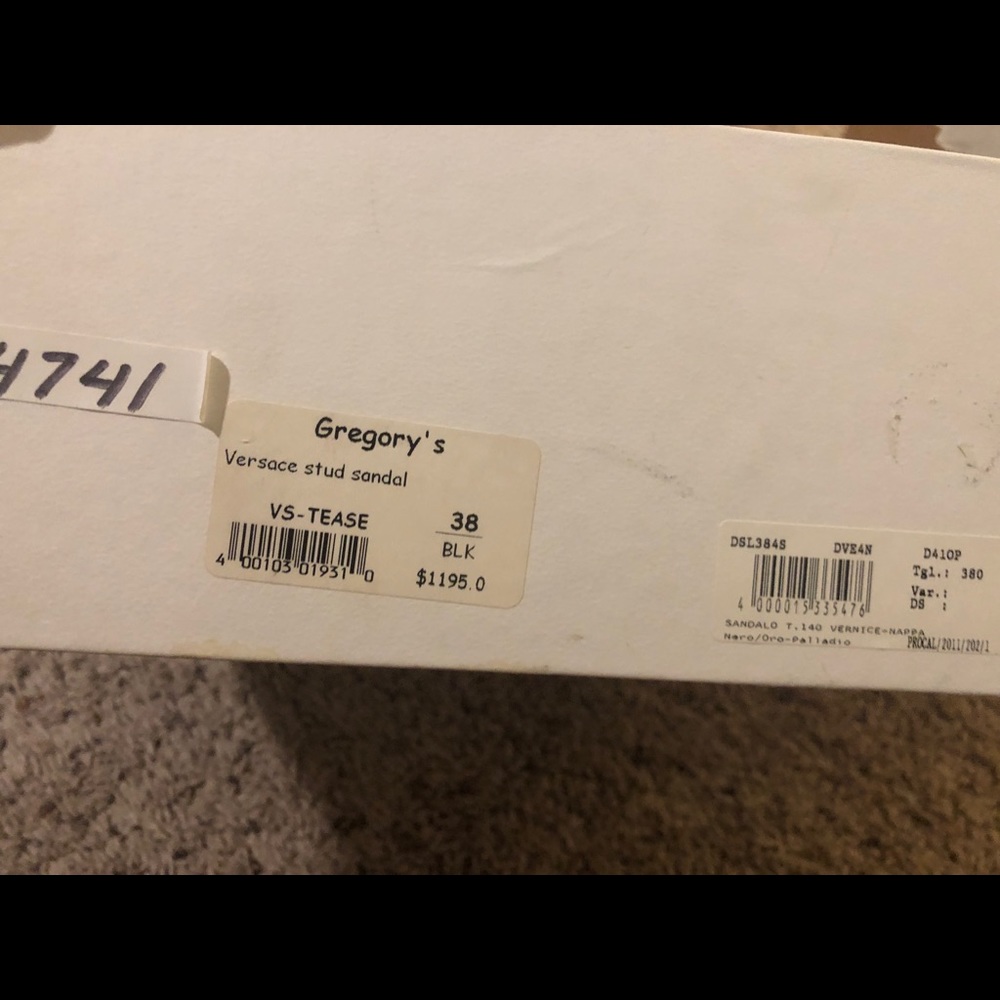 4741
Gregory's
Versace stud sandal
VS-TEASE
38
BLK
4 00103 01931 0
$1195.0
DSL384S DVE4N D410P
Tgl.: 380
Var.:
DS :
4 000015 335476
SANDALO T.140 VERNICE-NAPPA
Nero/Oro-Palladio
PROCAL/2011/202/1